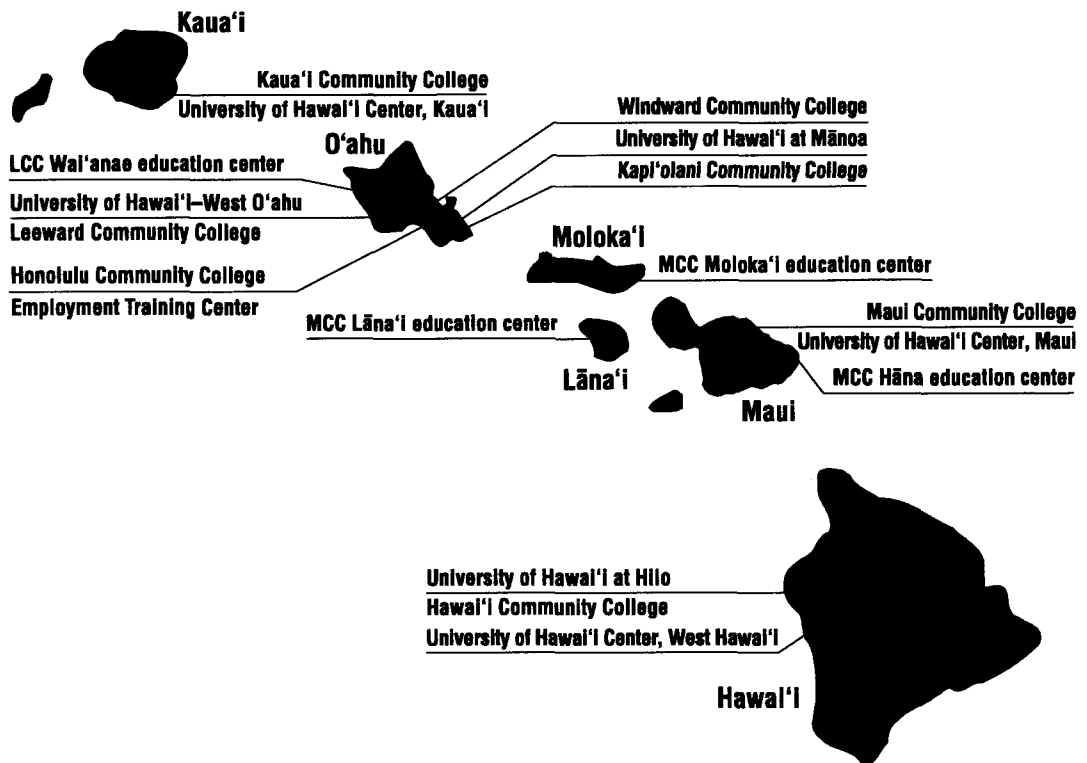 Kaua‘i
Kaua‘i Community College
University of Hawai‘i Center, Kaua‘i
O‘ahu
LCC Wai‘anae education center
University of Hawai‘i–West O‘ahu
Leeward Community College
Honolulu Community College
Employment Training Center
Windward Community College
University of Hawai‘i at Mānoa
Kapi‘olani Community College
Moloka‘i
MCC Moloka‘i education center
MCC Lāna‘i education center
Lāna‘i
Maui Community College
University of Hawai‘i Center, Maui
MCC Hāna education center
Maui
University of Hawai‘i at Hilo
Hawai‘i Community College
University of Hawai‘i Center, West Hawai‘i
Hawai‘i